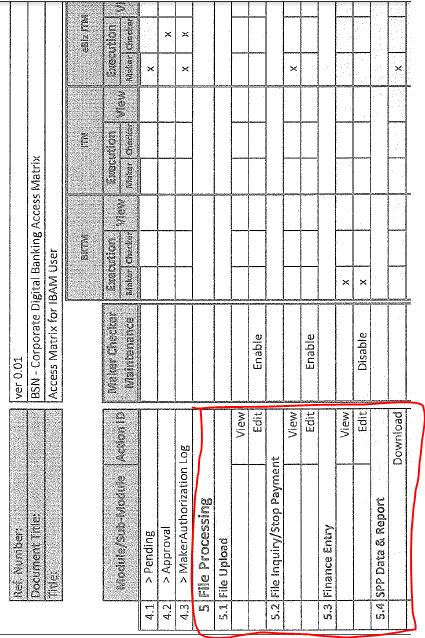 Ref. Number: ver 0.01
Document Title: BSN - Corporate Digital Banking Access Matrix
Title: Access Matrix for IBAM User
BKTM ITM eBiz ITM
Module/Sub-Module Action ID Maker Checker Maintenance Execution View Execution View Execution
Maker Checker Maker Checker Maker Checker
4.1 > Pending x
4.2 > Approval x
4.3 > MakerAuthorization Log x x
5 File Processing
5.1 File Upload
View
Edit Enable
5.2 File Inquiry/Stop Payment
View x
Edit Enable
5.3 Finance Entry
View x
Edit Disable x
5.4 SPP Data & Report
Download x